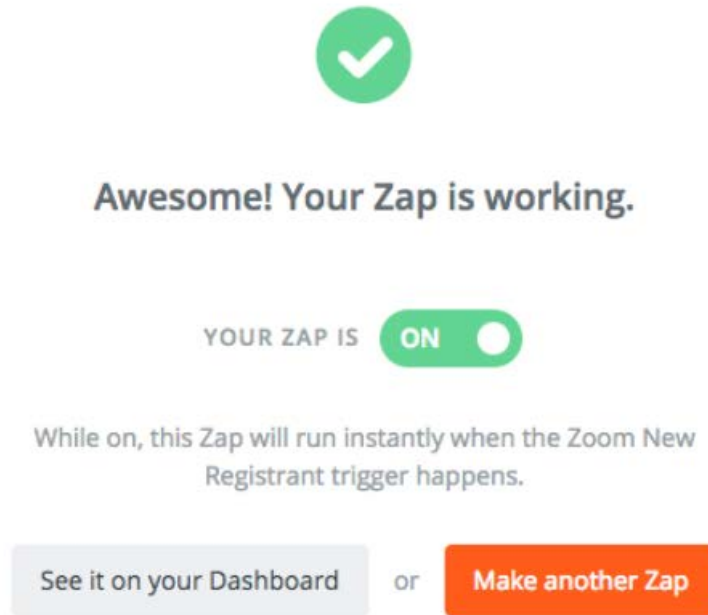 Awesome! Your Zap is working.
YOUR ZAP IS ON
While on, this Zap will run instantly when the Zoom New
Registrant trigger happens.
See it on your Dashboard or Make another Zap